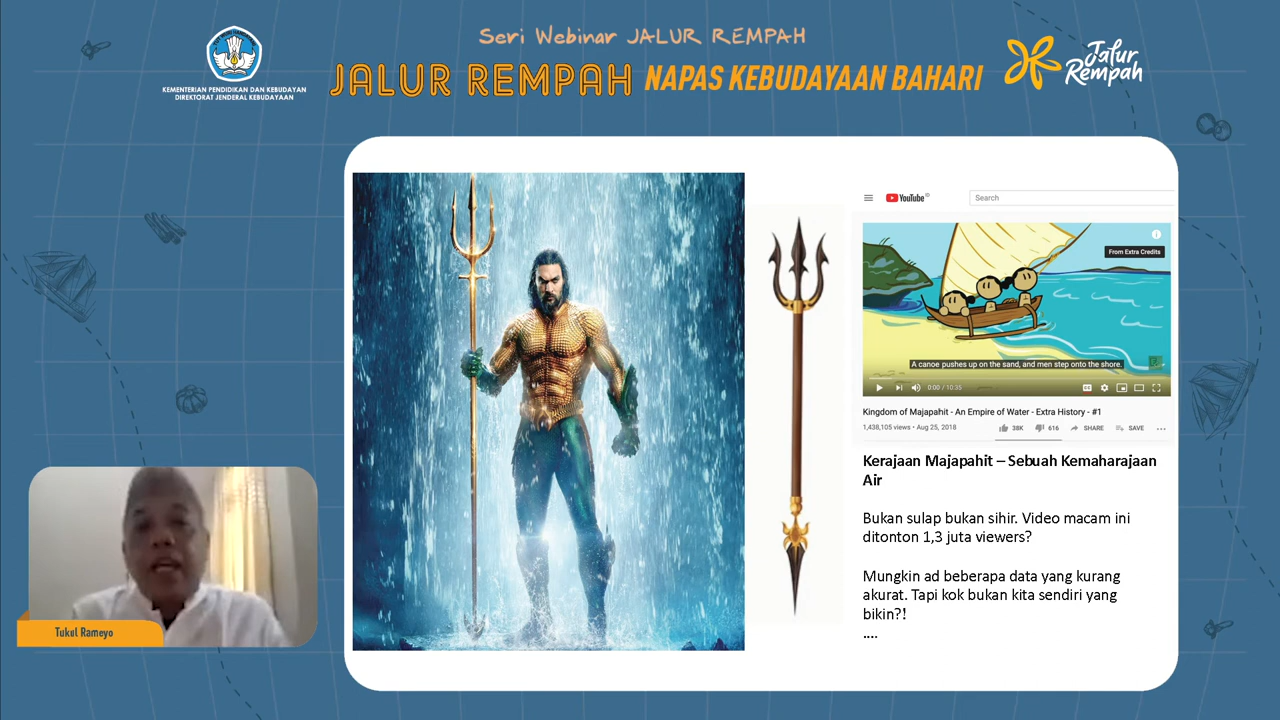 Seri Webinar JALUR REMPAH
JALUR REMPAH NAPAS KEBUDAYAAN BAHARI
KEMENTERIAN PENDIDIKAN DAN KEBUDAYAAN
DIREKTORAT JENDERAL KEBUDAYAAN
Jalur
Rempah
YouTube
Search
From Extra Credits
A canoe pushes up on the sand, and men step onto the shore.
0:00 / 10:35
Kingdom of Majapahit - An Empire of Water - Extra History - #1
1,438,105 views • Aug 25, 2018
38K 616 SHARE SAVE ...
Kerajaan Majapahit – Sebuah Kemaharajaan
Air
Bukan sulap bukan sihir. Video macam ini
ditonton 1,3 juta viewers?
Mungkin ad beberapa data yang kurang
akurat. Tapi kok bukan kita sendiri yang
bikin?!
....
Tukul Rameyo